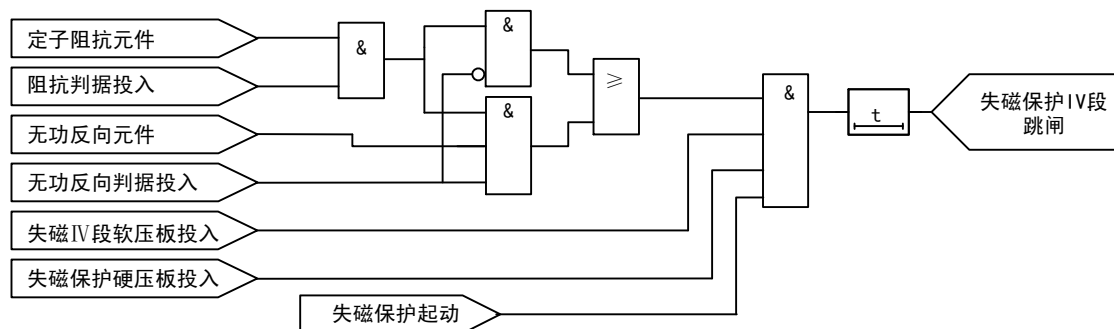 定子阻抗元件
阻抗判据投入
无功反向元件
无功反向判据投入
失磁Ⅳ段软压板投入
失磁保护硬压板投入
失磁保护起动
&
&
&
≥
&
t
失磁保护IV段
跳闸